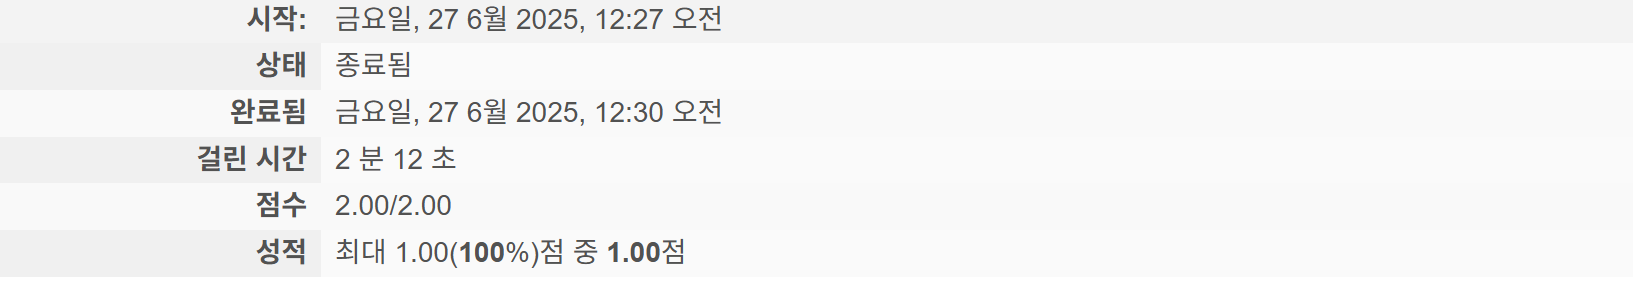 시작: 금요일, 27 6월 2025, 12:27 오전
상태 종료됨
완료됨 금요일, 27 6월 2025, 12:30 오전
걸린 시간 2 분 12 초
점수 2.00/2.00
성적 최대 1.00(100%)점 중 1.00점